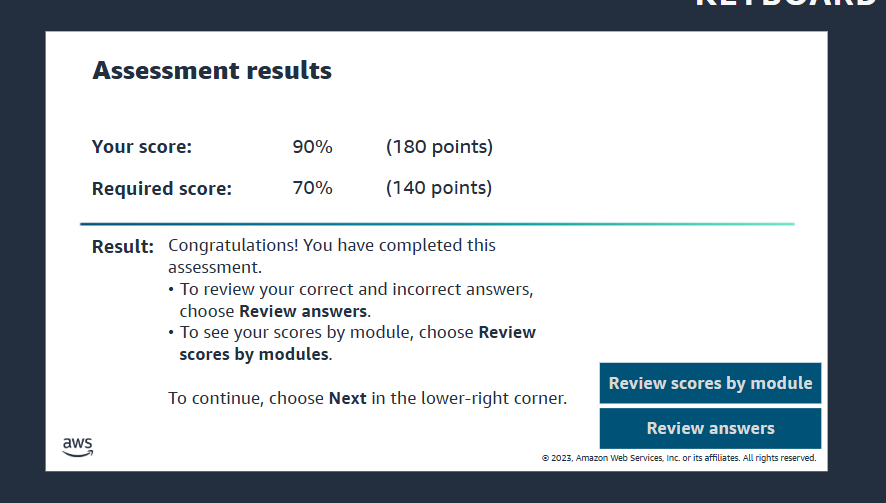 KEYBOARD
Assessment results
Your score: 90% (180 points)
Required score: 70% (140 points)
Result: Congratulations! You have completed this
assessment.
• To review your correct and incorrect answers,
choose Review answers.
• To see your scores by module, choose Review
scores by modules.
To continue, choose Next in the lower-right corner.
Review scores by module
Review answers
aws
© 2023, Amazon Web Services, Inc. or its affiliates. All rights reserved.